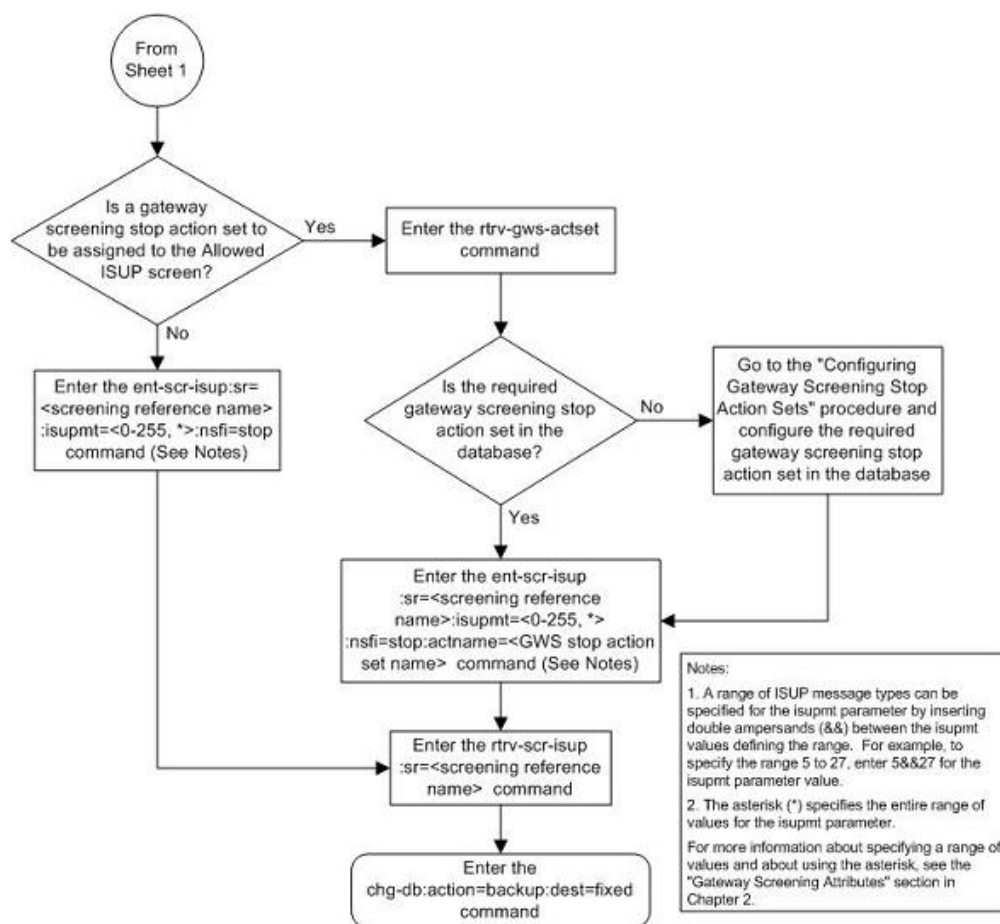 From
Sheet 1
Is a gateway
screening stop action set to
be assigned to the Allowed
ISUP screen?
Yes
Enter the rtrv-gws-actset
command
No
Enter the ent-scr-isup:sr=
<screening reference name>
:isupmt=<0-255, *>:nsfi=stop
command (See Notes)
Is the required
gateway screening stop
action set in the
database?
No
Go to the "Configuring
Gateway Screening Stop
Action Sets" procedure and
configure the required
gateway screening stop
action set in the database
Yes
Enter the ent-scr-isup
:sr=<screening reference
name>:isupmt=<0-255, *>
:nsfi=stop:actname=<GWS stop action
set name> command (See Notes)
Enter the rtrv-scr-isup
:sr=<screening reference
name> command
Enter the
chg-db:action=backup:dest=fixed
command
Notes:
1. A range of ISUP message types can be
specified for the isupmt parameter by inserting
double ampersands (&&) between the isupmt
values defining the range. For example, to
specify the range 5 to 27, enter 5&&27 for the
isupmt parameter value.
2. The asterisk (*) specifies the entire range of
values for the isupmt parameter.
For more information about specifying a range of
values and about using the asterisk, see the
"Gateway Screening Attributes" section in
Chapter 2.